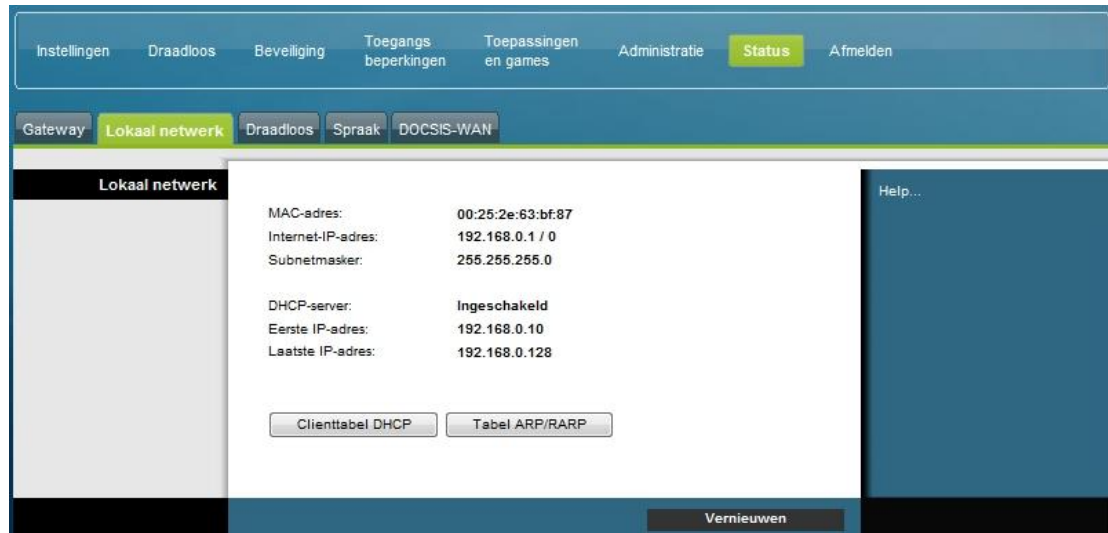 Instellingen Draadloos Beveiliging Toegangs beperkingen Toepassingen en games Administratie Status Afmelden
Gateway Lokaal netwerk Draadloos Spraak DOCSIS-WAN
Lokaal netwerk
Help...
MAC-adres: 00:25:2e:63:bf:87
Internet-IP-adres: 192.168.0.1 / 0
Subnetmasker: 255.255.255.0
DHCP-server: Ingeschakeld
Eerste IP-adres: 192.168.0.10
Laatste IP-adres: 192.168.0.128
Clienttabel DHCP Tabel ARP/RARP
Vernieuwen